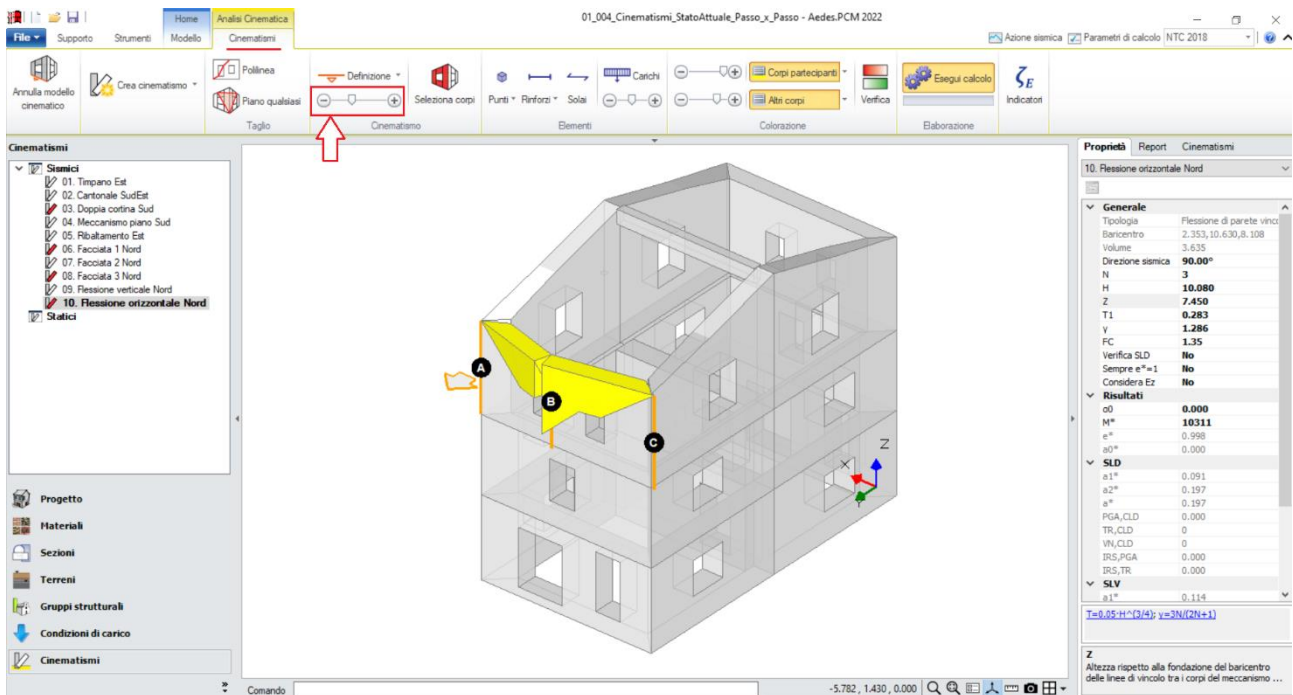 Home
Analisi Cinematica
01_004_Cinematismi_StatoAttuale_Passo_x_Passo - Aedes.PCM 2022
File
Supporto
Strumenti
Modello
Cinematismi
Azione sismica
Parametri di calcolo
NTC 2018
Annulla modello
cinematico
Crea cinematismo
Polilinea
Piano qualsiasi
Taglio
Definizione
Seleziona corpi
Cinematismo
Punti
Rinforzi
Solai
Carichi
Elementi
Corpi partecipanti
Altri corpi
Colorazione
Verifica
Esegui calcolo
Elaborazione
ζE
Indicatori
Cinematismi
Sismici
01. Timpano Est
02. Cantonale SudEst
03. Doppia cortina Sud
04. Meccanismo piano Sud
05. Ribaltamento Est
06. Facciata 1 Nord
07. Facciata 2 Nord
08. Facciata 3 Nord
09. Flessione verticale Nord
10. Flessione orizzontale Nord
Statici
Progetto
Materiali
Sezioni
Terreni
Gruppi strutturali
Condizioni di carico
Cinematismi
A
B
C
Z
X
Y
Comando
-5.782 , 1.430 , 0.000
Proprietà Report Cinematismi
10. Flessione orizzontale Nord
Generale
Tipologia Flessione di parete vinco
Baricentro 2.353,10.630,8.108
Volume 3.635
Direzione sismica 90.00°
N 3
H 10.080
Z 7.450
T1 0.283
γ 1.286
FC 1.35
Verifica SLD No
Sempre e*=1 No
Considera Ez No
Risultati
α0 0.000
M* 10311
e* 0.998
a0* 0.000
SLD
a1* 0.091
a2* 0.197
a* 0.197
PGA,CLD 0.000
TR,CLD 0
VN,CLD 0
IRS,PGA 0.000
IRS,TR 0.000
SLV
a1* 0.114
T=0.05·H^(3/4); γ=3N/(2N+1)
Z
Altezza rispetto alla fondazione del baricentro
delle linee di vincolo tra i corpi del meccanismo ...